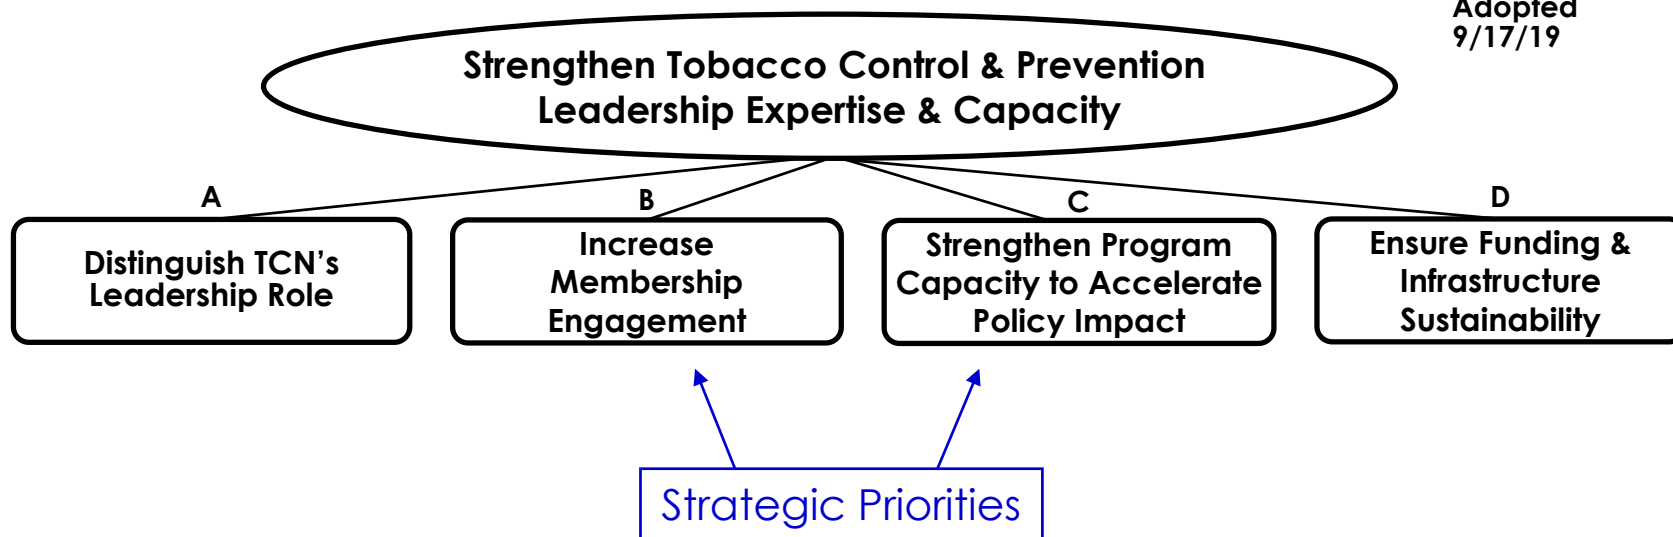 Adopted
9/17/19
Strengthen Tobacco Control & Prevention
Leadership Expertise & Capacity
A
B
C
D
Distinguish TCN’s
Leadership Role
Increase
Membership
Engagement
Strengthen Program
Capacity to Accelerate
Policy Impact
Ensure Funding &
Infrastructure
Sustainability
Strategic Priorities